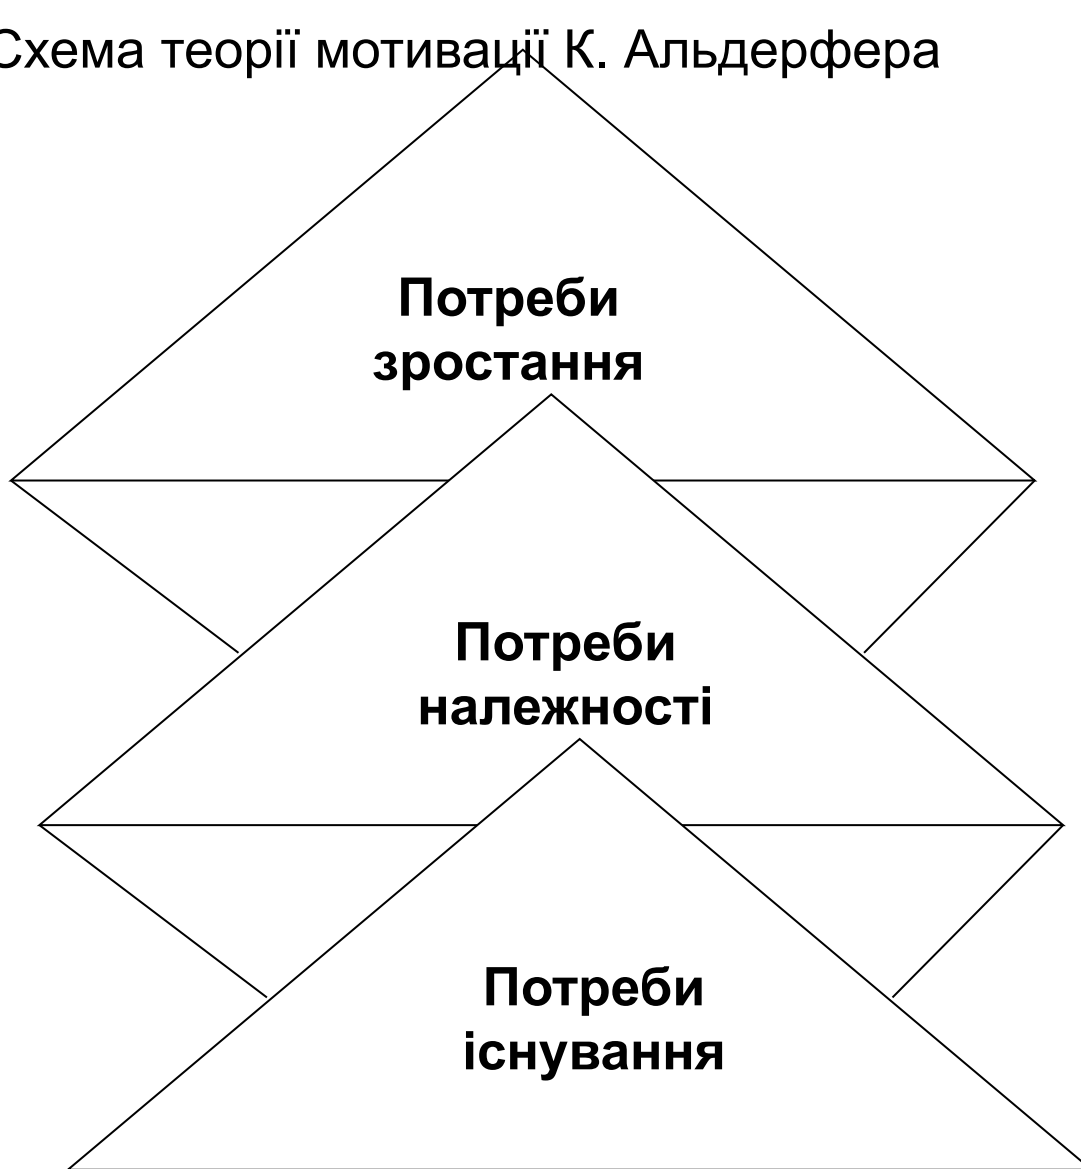 Схема теорії мотивації К. Альдерфера
Потреби
зростання
Потреби
належності
Потреби
існування